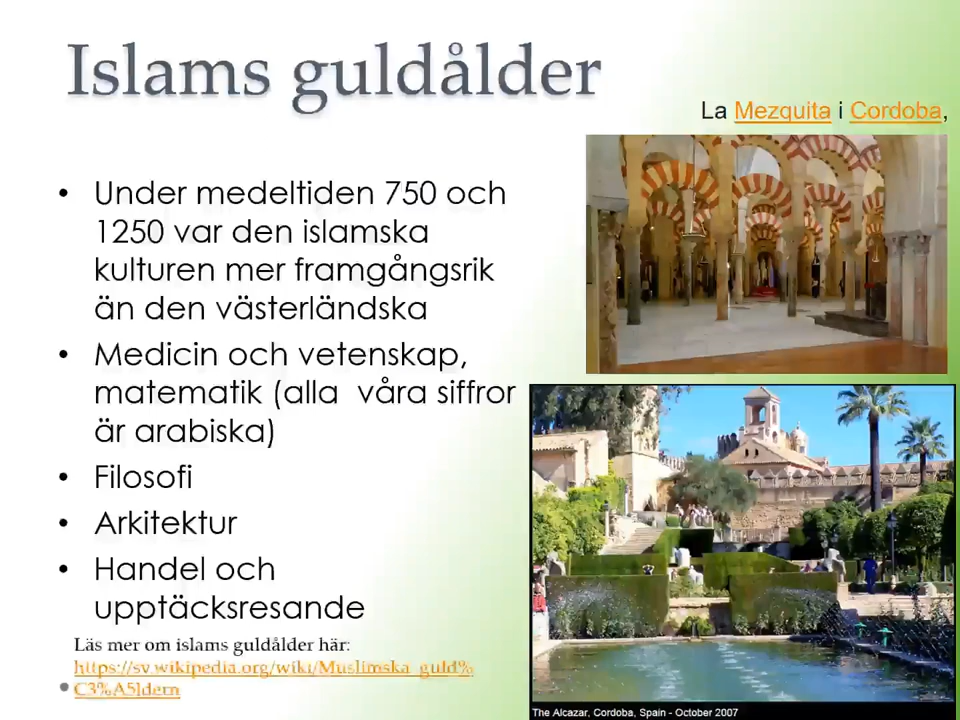 Islams guldålder
La Mezquita i Cordoba,
• Under medeltiden 750 och
1250 var den islamska
kulturen mer framgångsrik
än den västerländska
• Medicin och vetenskap,
matematik (alla våra siffror
är arabiska)
• Filosofi
• Arkitektur
• Handel och
upptäcksresande
Läs mer om islams guldålder här:
https://sv.wikipedia.org/wiki/Muslimska_guld%
• C3%A5ldern
The Alcazar, Cordoba, Spain - October 2007